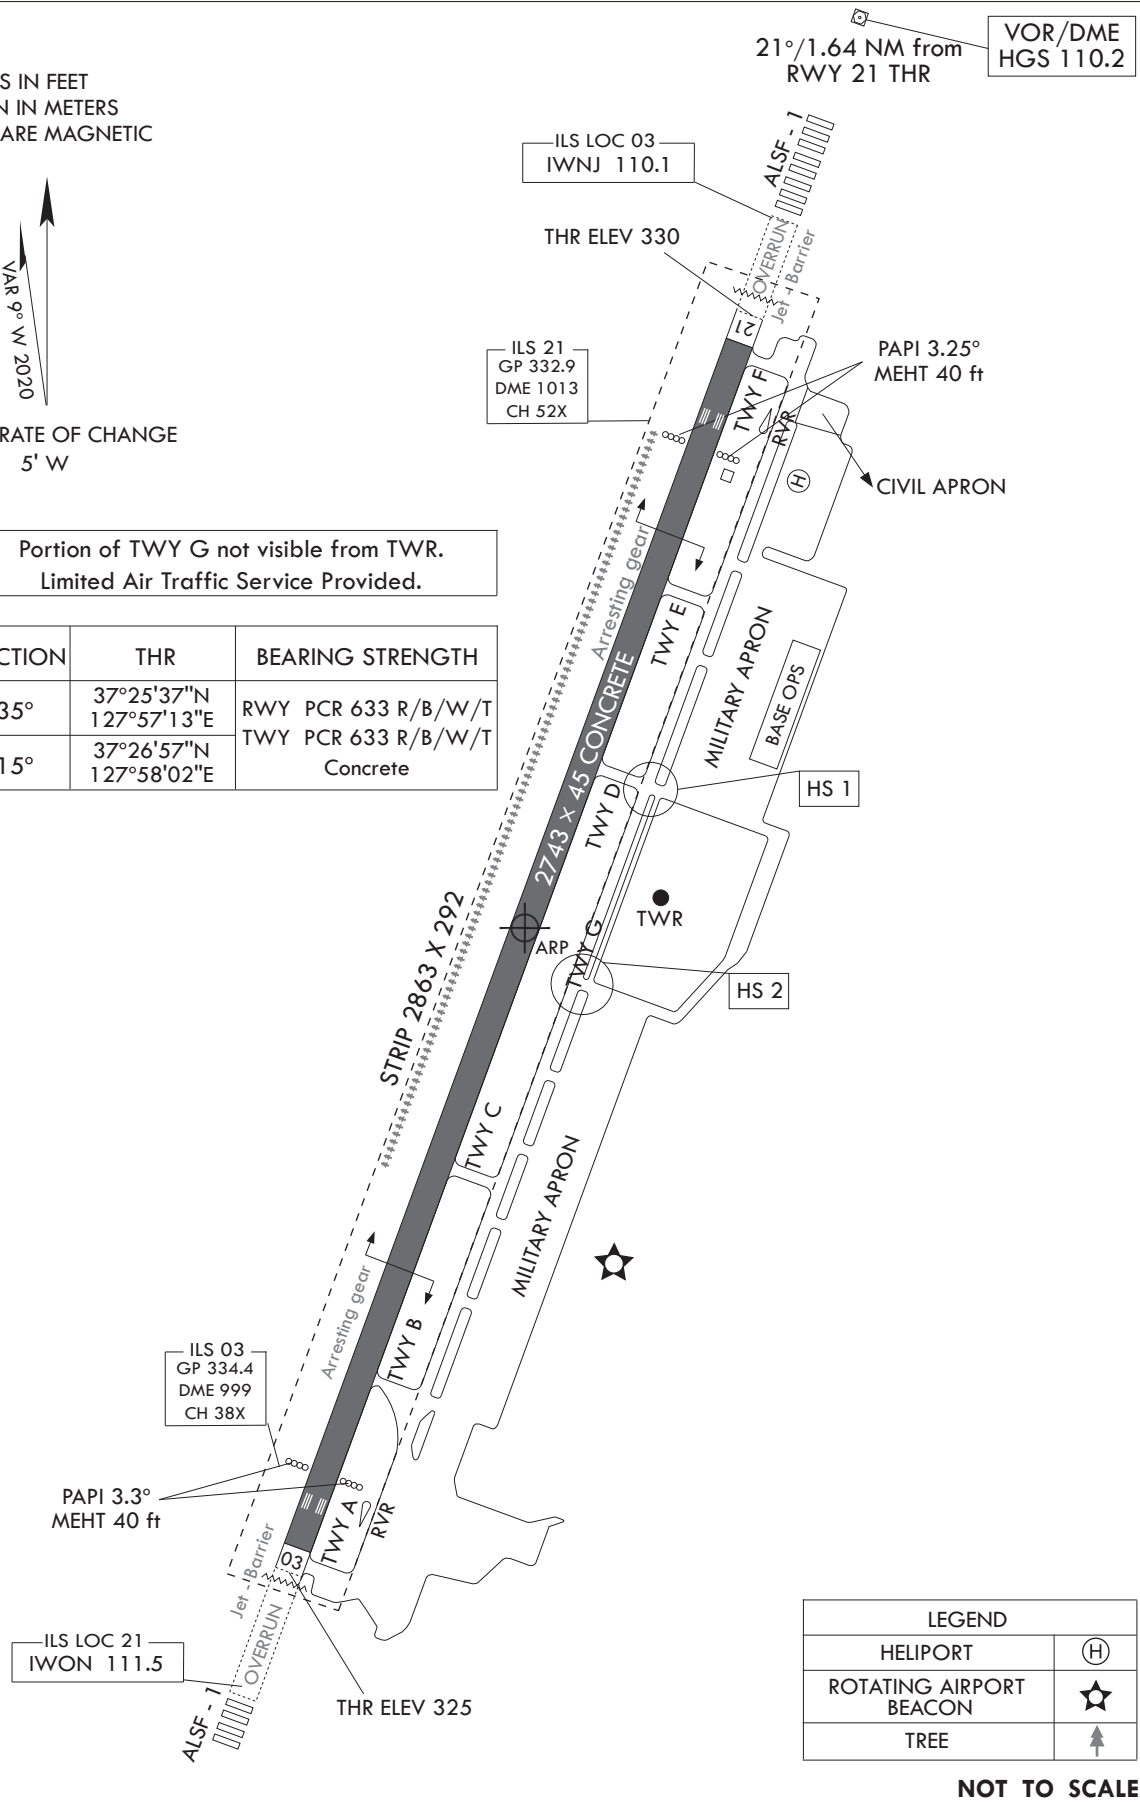 VOR/DME
HGS 110.2
21°/1.64 NM from
RWY 21 THR
S IN FEET
N IN METERS
ARE MAGNETIC
VAR 9° W 2020
RATE OF CHANGE
5' W
ALSF - 1
ILS LOC 03
IWNJ 110.1
THR ELEV 330
OVERRUN
Jet - Barrier
21
ILS 21
GP 332.9
DME 1013
CH 52X
PAPI 3.25°
MEHT 40 ft
TWY F
RVR
H
CIVIL APRON
Arresting gear
Portion of TWY G not visible from TWR.
Limited Air Traffic Service Provided.
CTION
THR
BEARING STRENGTH
35°
37°25'37"N
127°57'13"E
15°
37°26'57"N
127°58'02"E
RWY PCR 633 R/B/W/T
TWY PCR 633 R/B/W/T
Concrete
TWY E
MILITARY APRON
BASE OPS
2743 × 45 CONCRETE
HS 1
TWY D
TWR
STRIP 2863 X 292
ARP
TWY G
HS 2
TWY C
MILITARY APRON
Arresting gear
TWY B
ILS 03
GP 334.4
DME 999
CH 38X
PAPI 3.3°
MEHT 40 ft
TWY A
RVR
03
Jet - Barrier
OVERRUN
ILS LOC 21
IWON 111.5
ALSF - 1
THR ELEV 325
LEGEND
HELIPORT
H
ROTATING AIRPORT
BEACON
TREE
NOT TO SCALE